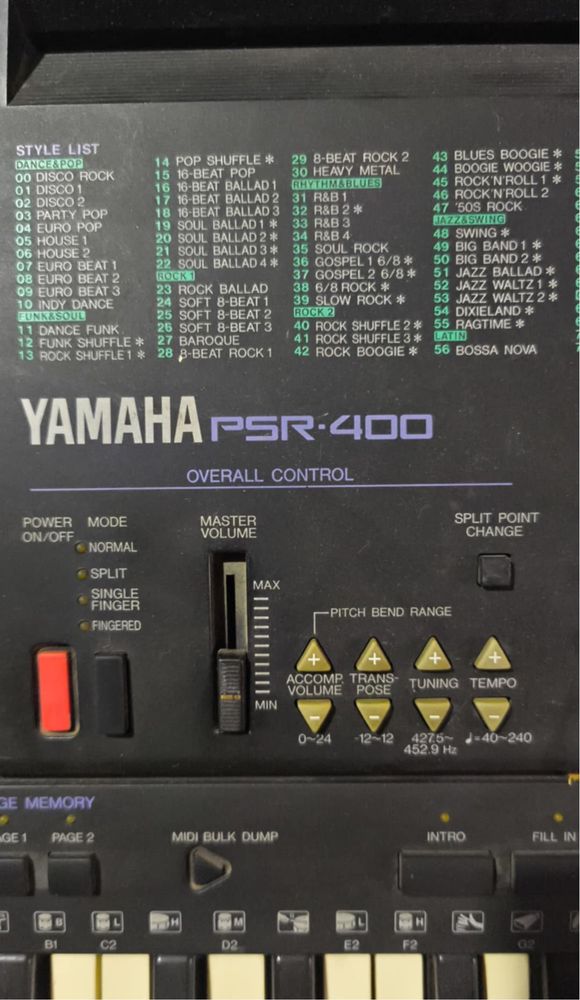 STYLE LIST
DANCE&POP
00 DISCO ROCK
01 DISCO 1
02 DISCO 2
03 PARTY POP
04 EURO POP
05 HOUSE 1
06 HOUSE 2
07 EURO BEAT 1
08 EURO BEAT 2
09 EURO BEAT 3
10 INDY DANCE
FUNK&SOUL
11 DANCE FUNK
12 FUNK SHUFFLE *
13 ROCK SHUFFLE 1 *
14 POP SHUFFLE *
15 16-BEAT POP
16 16-BEAT BALLAD 1
17 16-BEAT BALLAD 2
18 16-BEAT BALLAD 3
19 SOUL BALLAD 1 *
20 SOUL BALLAD 2 *
21 SOUL BALLAD 3 *
22 SOUL BALLAD 4 *
ROCK 1
23 ROCK BALLAD
24 SOFT 8-BEAT 1
25 SOFT 8-BEAT 2
26 SOFT 8-BEAT 3
27 BAROQUE
28 8-BEAT ROCK 1
29 8-BEAT ROCK 2
30 HEAVY METAL
RHYTHM&BLUES
31 R&B 1
32 R&B 2 *
33 R&B 3
34 R&B 4
35 SOUL ROCK
36 GOSPEL 1 6/8 *
37 GOSPEL 2 6/8 *
38 6/8 ROCK *
39 SLOW ROCK *
ROCK 2
40 ROCK SHUFFLE 2 *
41 ROCK SHUFFLE 3 *
42 ROCK BOOGIE *
43 BLUES BOOGIE *
44 BOOGIE WOOGIE *
45 ROCK'N'ROLL 1 *
46 ROCK'N'ROLL 2
47 '50S ROCK
JAZZ&SWING
48 SWING *
49 BIG BAND 1 *
50 BIG BAND 2 *
51 JAZZ BALLAD *
52 JAZZ WALTZ 1 *
53 JAZZ WALTZ 2 *
54 DIXIELAND *
55 RAGTIME *
LATIN
56 BOSSA NOVA
YAMAHA PSR-400
OVERALL CONTROL
POWER
ON/OFF
MODE
NORMAL
SPLIT
SINGLE
FINGER
FINGERED
MASTER
VOLUME
MAX
MIN
SPLIT POINT
CHANGE
PITCH BEND RANGE
+ + + +
ACCOMP. VOLUME
TRANS-POSE
TUNING
TEMPO
- - - -
0~24
-12~12
427.5~
452.9 Hz
♩=40~240
GE MEMORY
AGE 1
PAGE 2
MIDI BULK DUMP
INTRO
FILL IN
B L H M L H
B1 C2 D2 E2 F2 G2